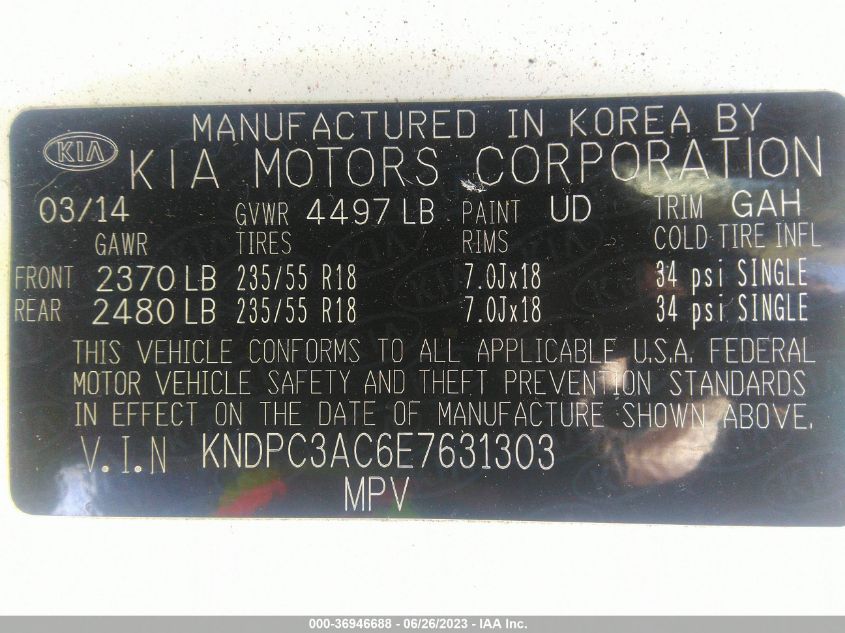 MANUFACTURED IN KOREA BY
KIA
KIA MOTORS CORPORATION
03/14 GVWR 4497 LB PAINT UD TRIM GAH
GAWR TIRES RIMS COLD TIRE INFL
FRONT 2370 LB 235/55 R18 7.0Jx18 34 psi SINGLE
REAR 2480 LB 235/55 R18 7.0Jx18 34 psi SINGLE
THIS VEHICLE CONFORMS TO ALL APPLICABLE U.S.A. FEDERAL
MOTOR VEHICLE SAFETY AND THEFT PREVENTION STANDARDS
IN EFFECT ON THE DATE OF MANUFACTURE SHOWN ABOVE.
V.I.N KNDPC3AC6E7631303
MPV
000-36946688 - 06/26/2023 - IAA Inc.